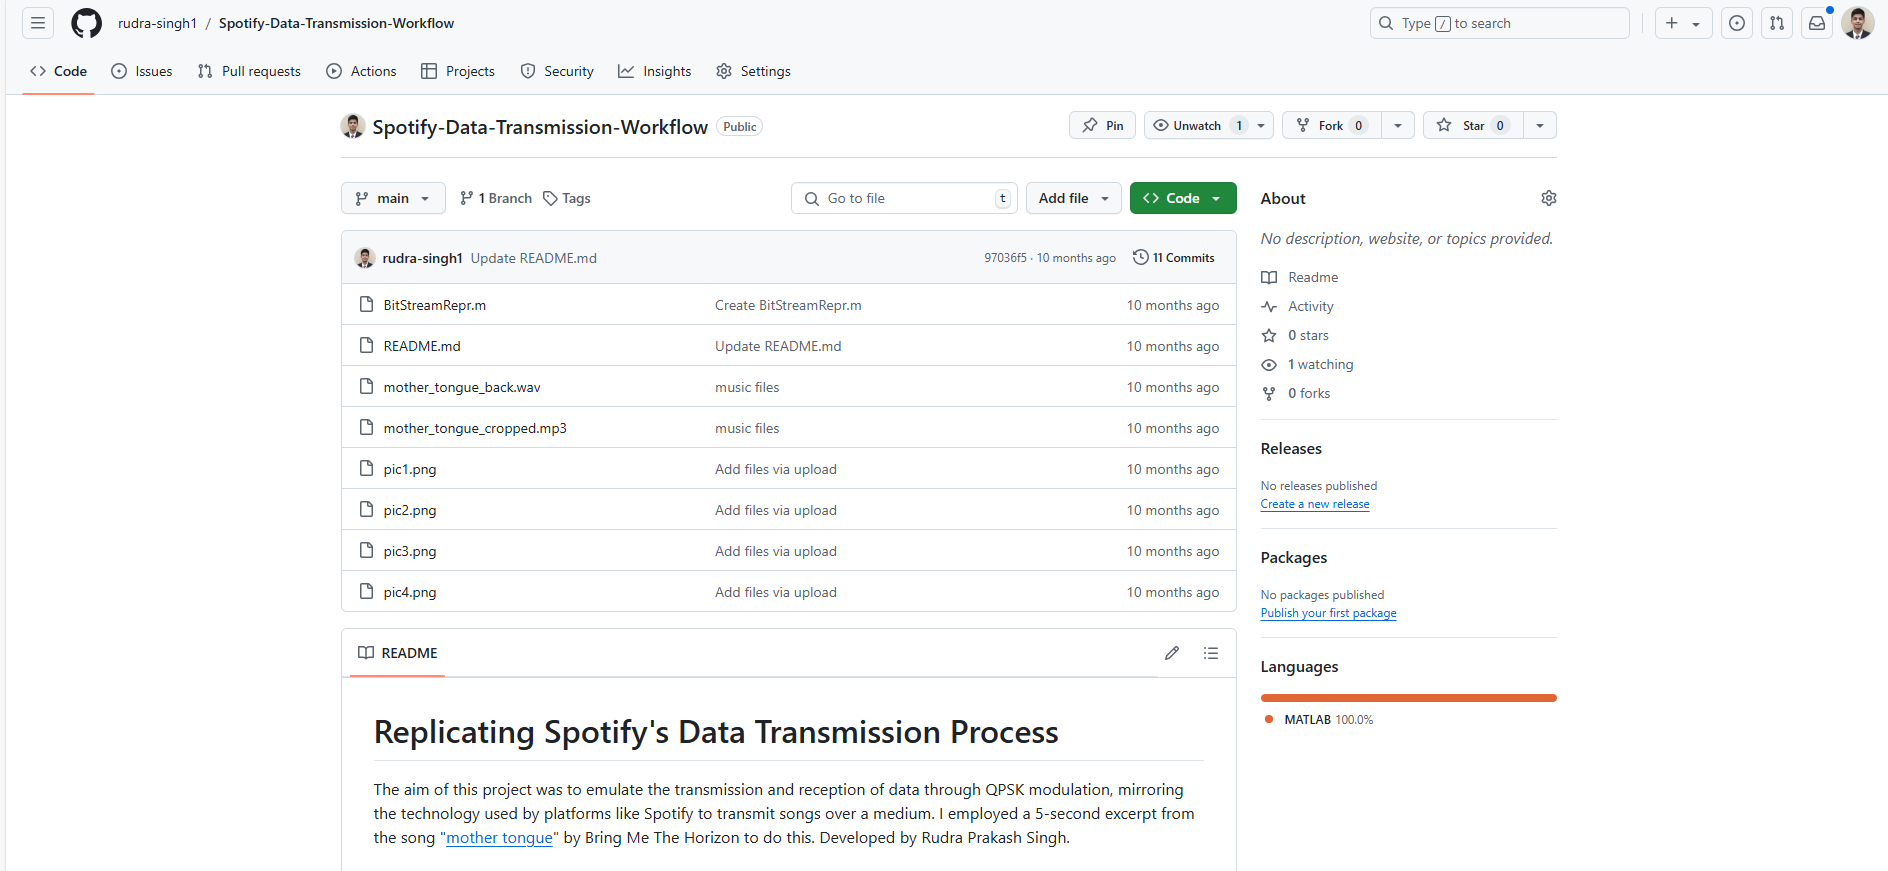 rudra-singh1 / Spotify-Data-Transmission-Workflow
Type / to search
Code Issues Pull requests Actions Projects Security Insights Settings
Spotify-Data-Transmission-Workflow Public
Pin Unwatch 1 Fork 0 Star 0
main 1 Branch Tags Go to file t Add file Code
rudra-singh1 Update README.md 97036f5 · 10 months ago 11 Commits
BitStreamRepr.m Create BitStreamRepr.m 10 months ago
README.md Update README.md 10 months ago
mother_tongue_back.wav music files 10 months ago
mother_tongue_cropped.mp3 music files 10 months ago
pic1.png Add files via upload 10 months ago
pic2.png Add files via upload 10 months ago
pic3.png Add files via upload 10 months ago
pic4.png Add files via upload 10 months ago
README
Replicating Spotify's Data Transmission Process
The aim of this project was to emulate the transmission and reception of data through QPSK modulation, mirroring
the technology used by platforms like Spotify to transmit songs over a medium. I employed a 5-second excerpt from
the song "mother tongue" by Bring Me The Horizon to do this. Developed by Rudra Prakash Singh.
About
No description, website, or topics provided.
Readme
Activity
0 stars
1 watching
0 forks
Releases
No releases published
Create a new release
Packages
No packages published
Publish your first package
Languages
MATLAB 100.0%